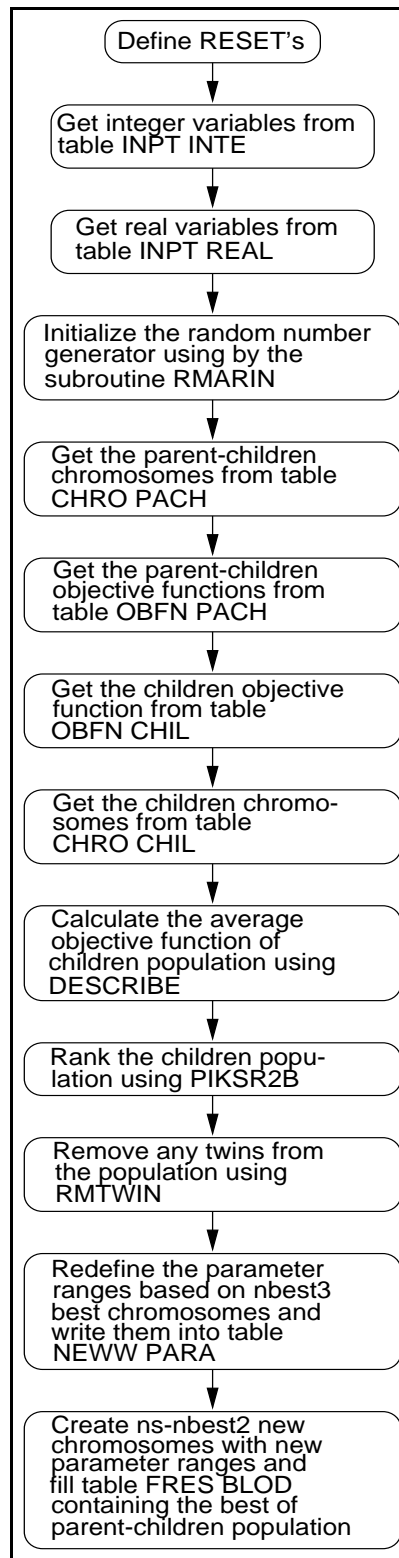 Define RESET's
Get integer variables from
table INPT INTE
Get real variables from
table INPT REAL
Initialize the random number
generator using by the
subroutine RMARIN
Get the parent-children
chromosomes from table
CHRO PACH
Get the parent-children
objective functions from
table OBFN PACH
Get the children objective
function from table
OBFN CHIL
Get the children chromo-
somes from table
CHRO CHIL
Calculate the average
objective function of
children population using
DESCRIBE
Rank the children popu-
lation using PIKSR2B
Remove any twins from
the population using
RMTWIN
Redefine the parameter
ranges based on nbest3
best chromosomes and
write them into table
NEWW PARA
Create ns-nbest2 new
chromosomes with new
parameter ranges and
fill table FRES BLOD
containing the best of
parent-children population